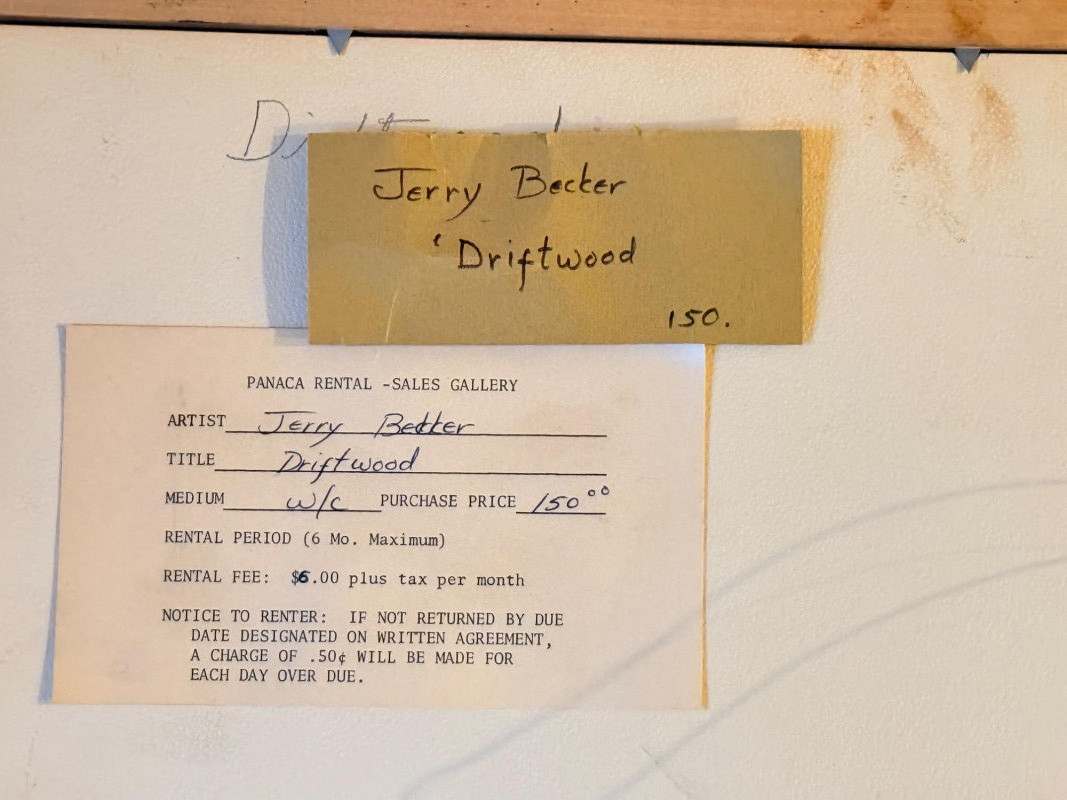 Jerry Becker
' Driftwood
150.
PANACA RENTAL -SALES GALLERY
ARTIST Jerry Becker
TITLE Driftwood
MEDIUM w/c PURCHASE PRICE 150⁰⁰
RENTAL PERIOD (6 Mo. Maximum)
RENTAL FEE: $6.00 plus tax per month
NOTICE TO RENTER: IF NOT RETURNED BY DUE
DATE DESIGNATED ON WRITTEN AGREEMENT,
A CHARGE OF .50¢ WILL BE MADE FOR
EACH DAY OVER DUE.